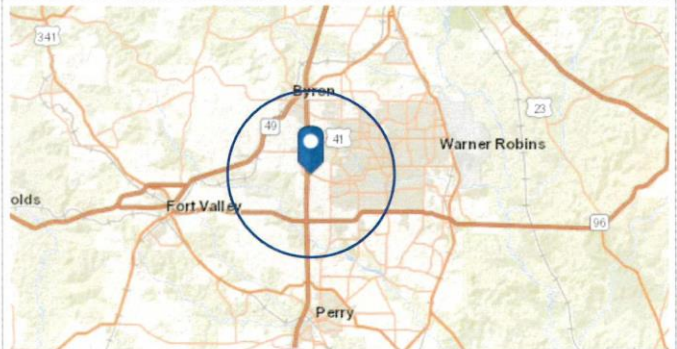 341
Byron
49
41
23
Warner Robins
olds
Fort Valley
96
Perry